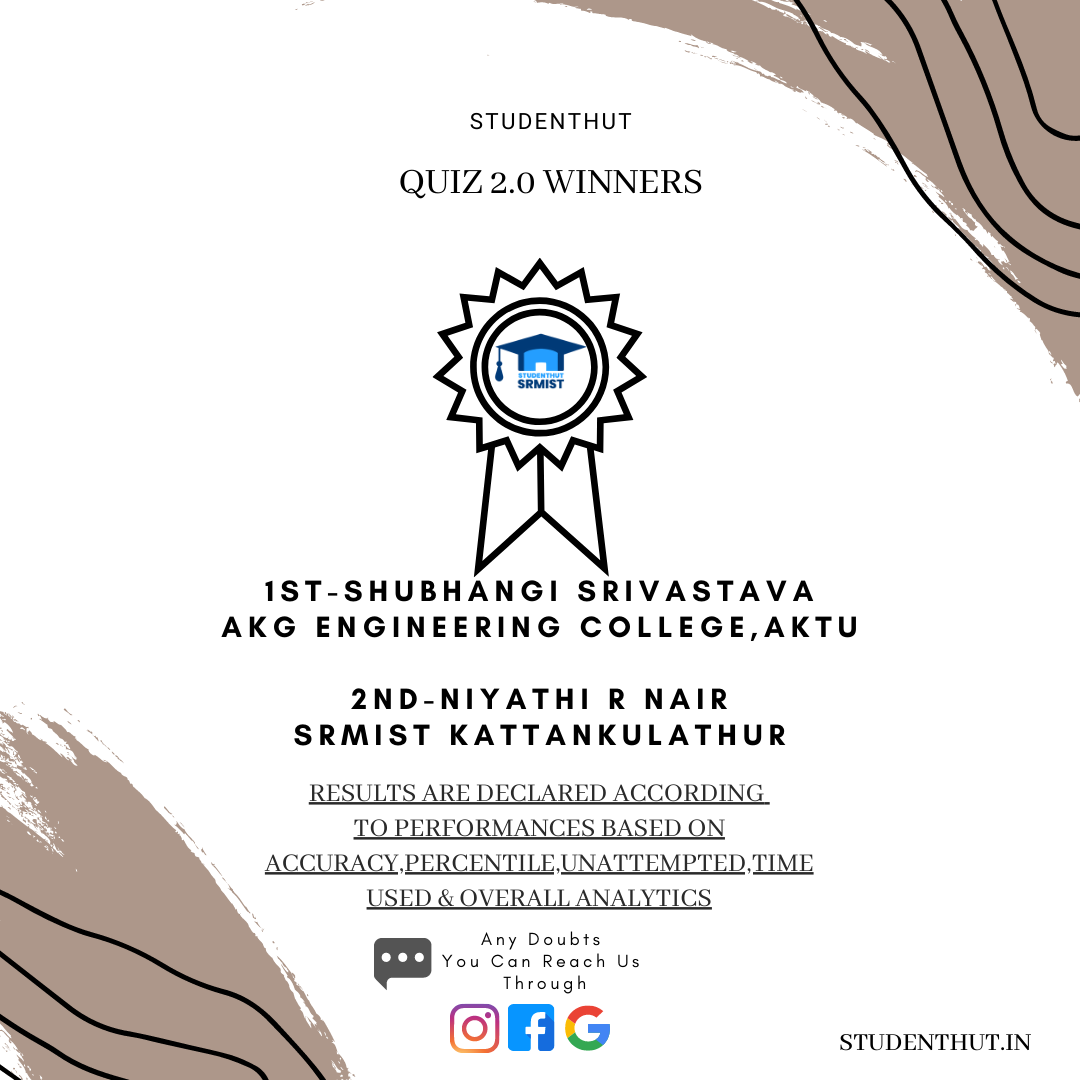 STUDENTHUT
QUIZ 2.0 WINNERS
STUDENTHUT
SRMIST
1ST-SHUBHANGI SRIVASTAVA
AKG ENGINEERING COLLEGE,AKTU
2ND-NIYATHI R NAIR
SRMIST KATTANKULATHUR
RESULTS ARE DECLARED ACCORDING
TO PERFORMANCES BASED ON
ACCURACY,PERCENTILE,UNATTEMPTED,TIME
USED & OVERALL ANALYTICS
Any Doubts
You Can Reach Us
Through
STUDENTHUT.IN